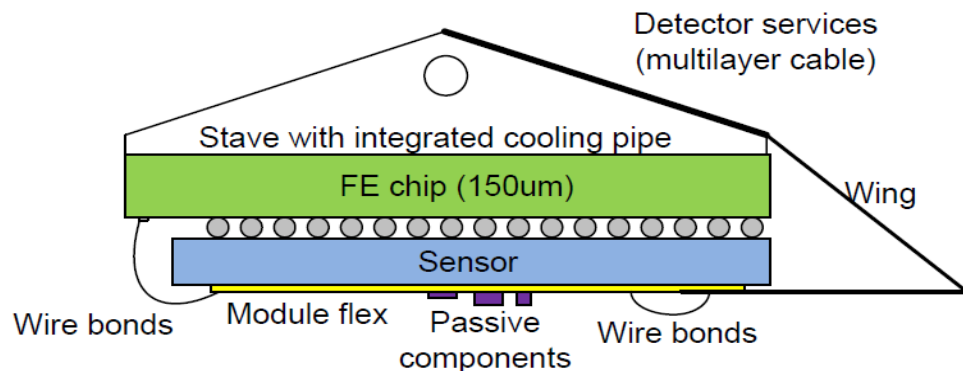 Detector services
(multilayer cable)
Stave with integrated cooling pipe
FE chip (150um)
Wing
Sensor
Wire bonds
Module flex
Passive
components
Wire bonds